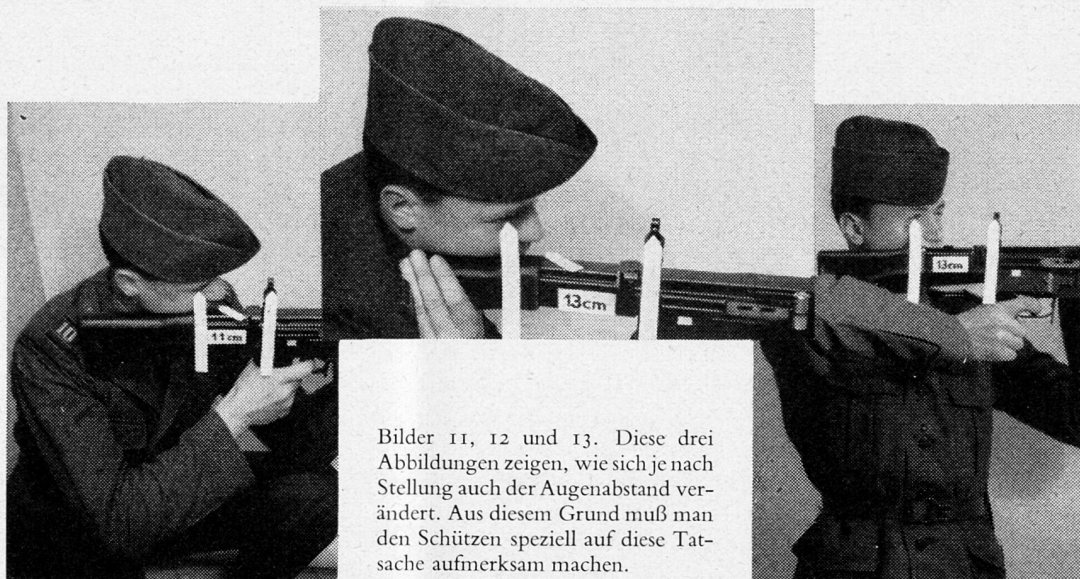 11 cm
13cm
13cm
Bilder 11, 12 und 13. Diese drei
Abbildungen zeigen, wie sich je nach
Stellung auch der Augenabstand ver-
ändert. Aus diesem Grund muß man
den Schützen speziell auf diese Tat-
sache aufmerksam machen.